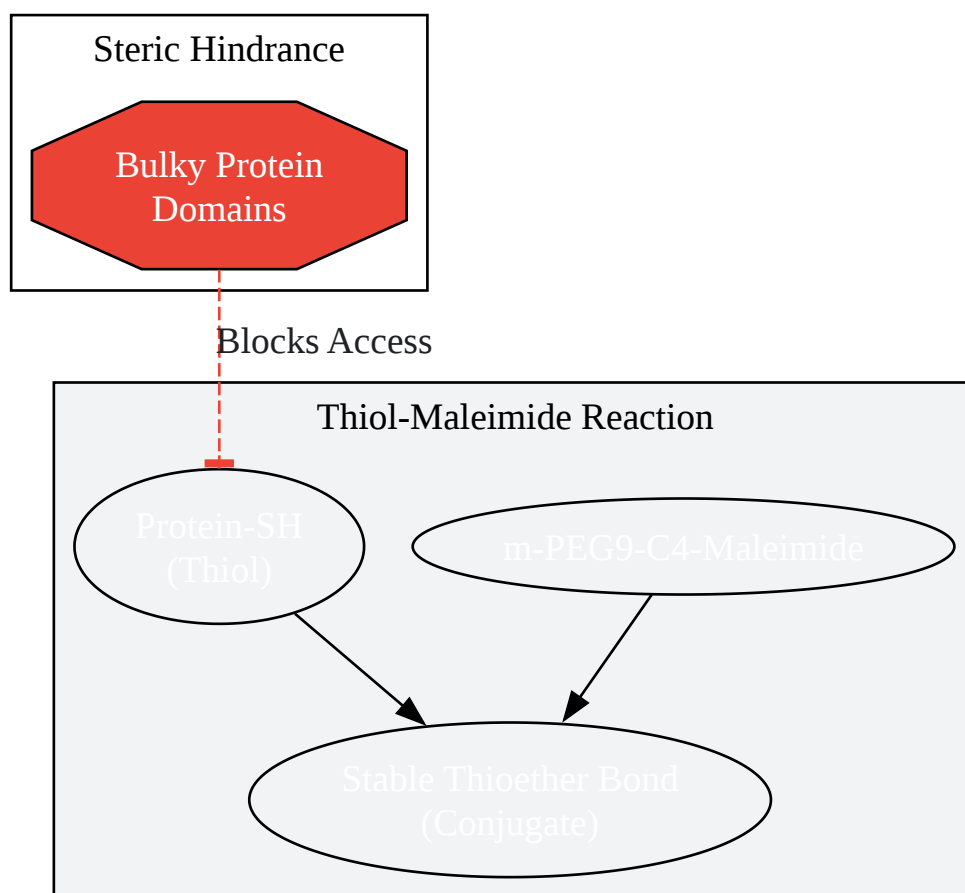 Steric Hindrance
Bulky Protein
Domains
Blocks Access
Thiol-Maleimide Reaction
Protein-SH
(Thiol)
m-PEG9-C4-Maleimide
Stable Thioether Bond
(Conjugate)